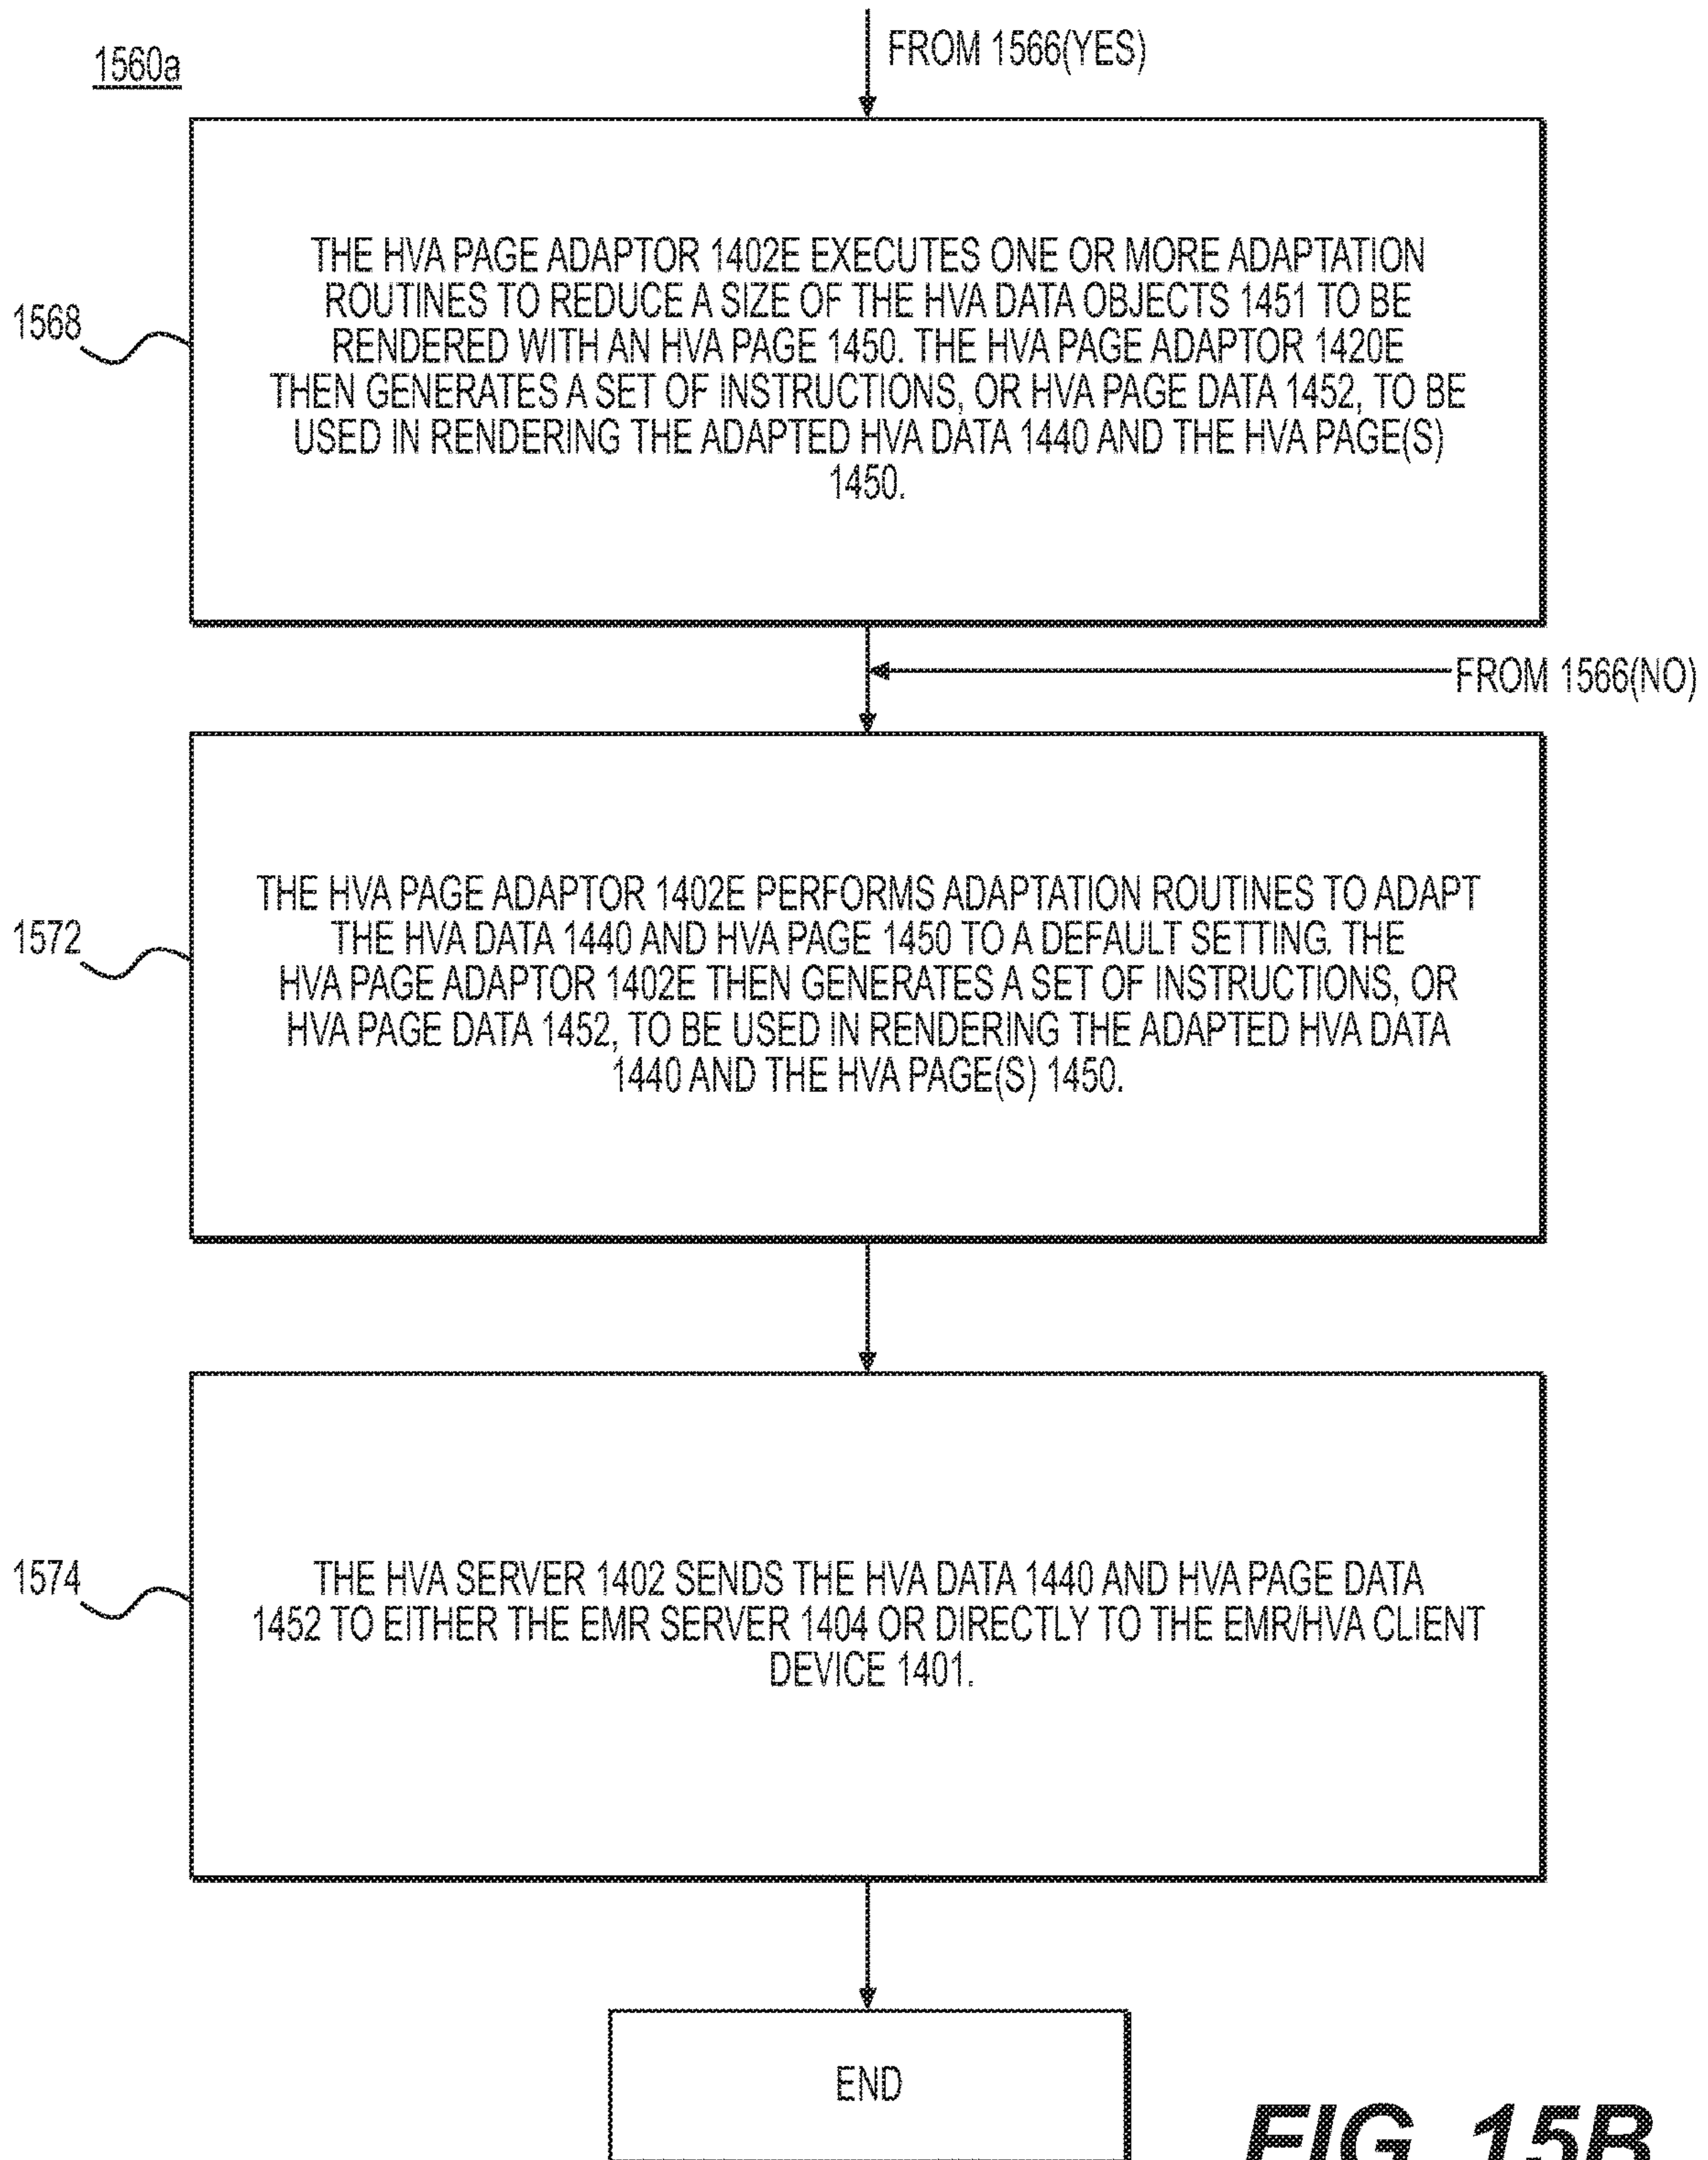 1560a
FROM 1566(YES)
1568
THE HVA PAGE ADAPTOR 1402E EXECUTES ONE OR MORE ADAPTATION
ROUTINES TO REDUCE A SIZE OF THE HVA DATA OBJECTS 1451 TO BE
RENDERED WITH AN HVA PAGE 1450. THE HVA PAGE ADAPTOR 1420E
THEN GENERATES A SET OF INSTRUCTIONS, OR HVA PAGE DATA 1452, TO BE
USED IN RENDERING THE ADAPTED HVA DATA 1440 AND THE HVA PAGE(S)
1450.
FROM 1566(NO)
1572
THE HVA PAGE ADAPTOR 1402E PERFORMS ADAPTATION ROUTINES TO ADAPT
THE HVA DATA 1440 AND HVA PAGE 1450 TO A DEFAULT SETTING. THE
HVA PAGE ADAPTOR 1402E THEN GENERATES A SET OF INSTRUCTIONS, OR
HVA PAGE DATA 1452, TO BE USED IN RENDERING THE ADAPTED HVA DATA
1440 AND THE HVA PAGE(S) 1450.
1574
THE HVA SERVER 1402 SENDS THE HVA DATA 1440 AND HVA PAGE DATA
1452 TO EITHER THE EMR SERVER 1404 OR DIRECTLY TO THE EMR/HVA CLIENT
DEVICE 1401.
END
FIG. 15B